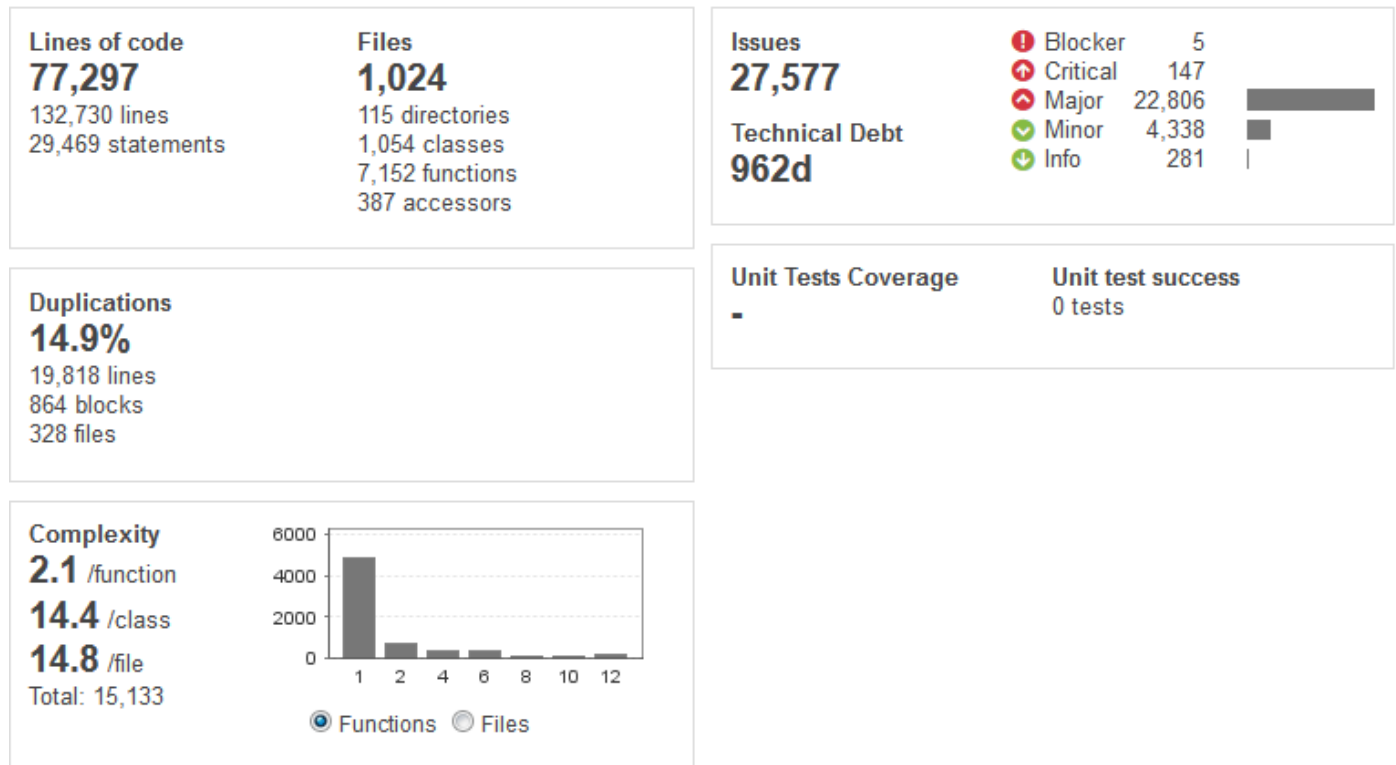 Lines of code
77,297
132,730 lines
29,469 statements
Files
1,024
115 directories
1,054 classes
7,152 functions
387 accessors
Duplications
14.9%
19,818 lines
864 blocks
328 files
Complexity
2.1 /function
14.4 /class
14.8 /file
Total: 15,133
6000
4000
2000
0
1 2 4 6 8 10 12
Functions Files
Issues
27,577
Technical Debt
962d
Blocker 5
Critical 147
Major 22,806
Minor 4,338
Info 281
Unit Tests Coverage
-
Unit test success
0 tests